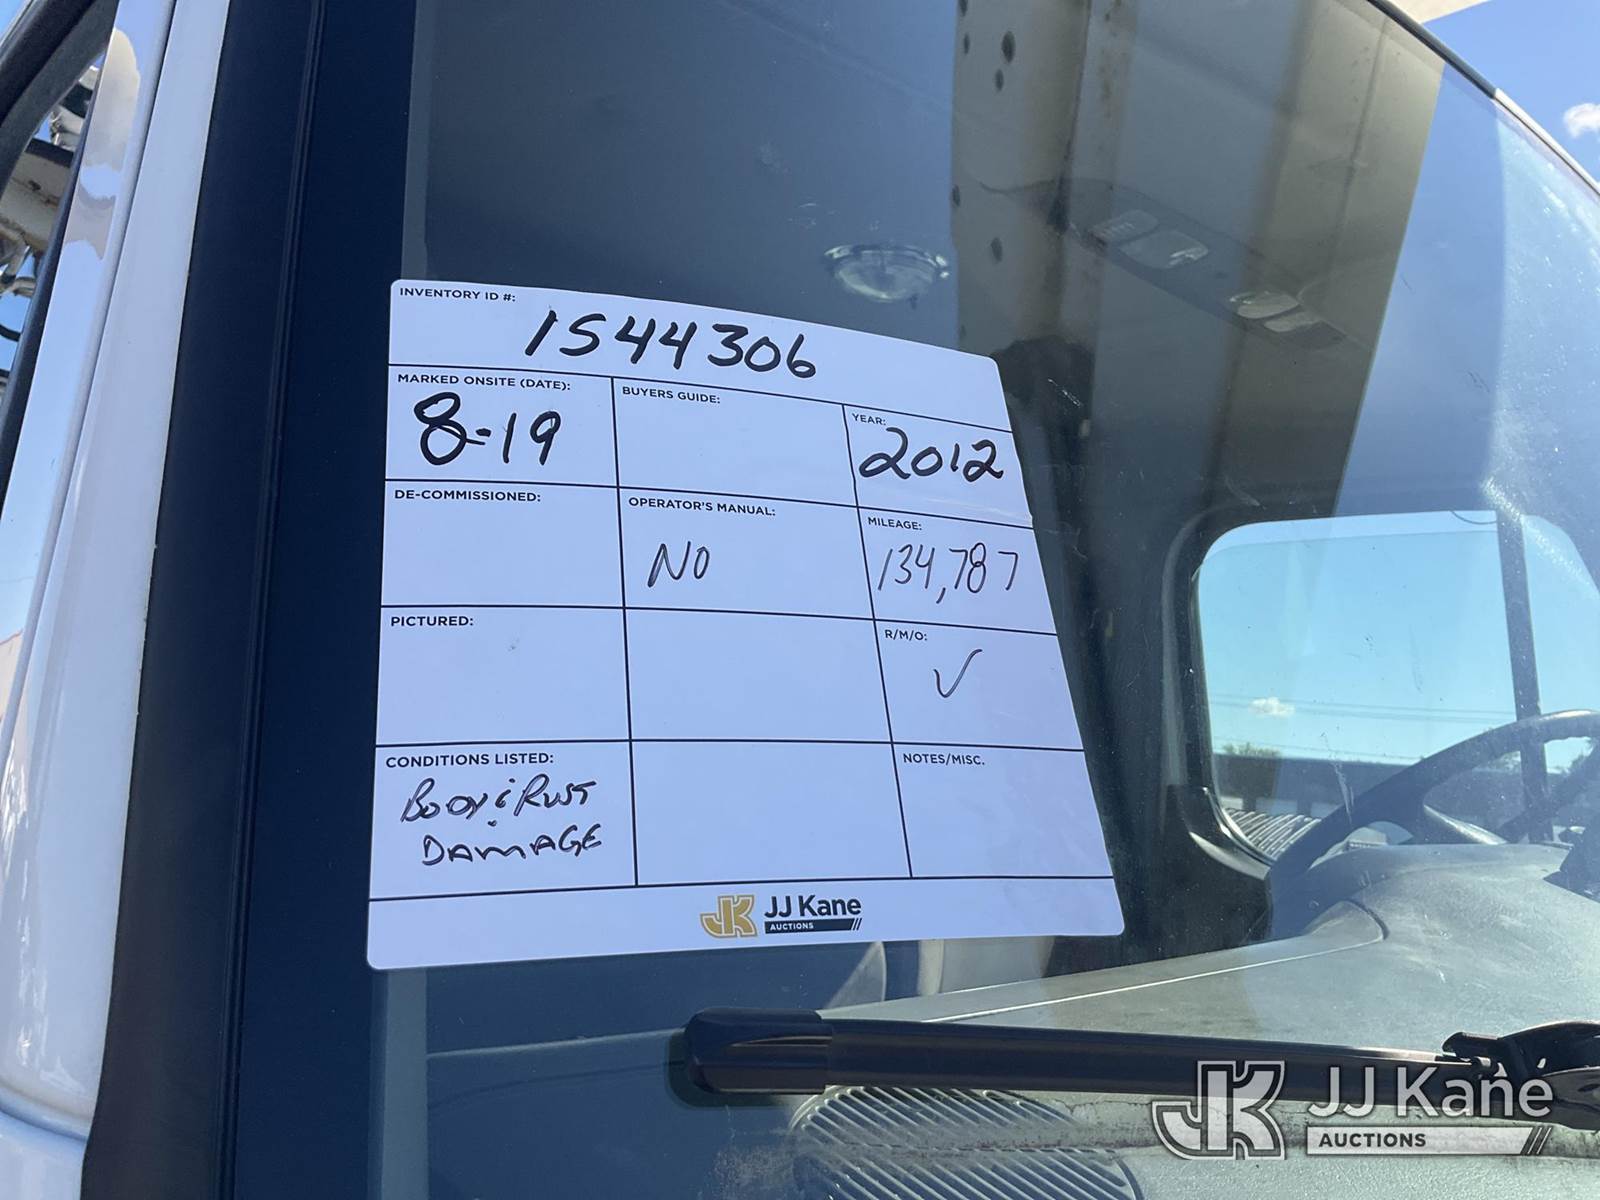 INVENTORY ID #:
1544306
MARKED ONSITE (DATE):
8-19
BUYERS GUIDE:
YEAR:
2012
DE-COMMISSIONED:
OPERATOR'S MANUAL:
NO
MILEAGE:
134,787
PICTURED:
R/M/O:
✓
CONDITIONS LISTED:
BODY & RUST
DAMAGE
NOTES/MISC.
JK JJ Kane
AUCTIONS
JK JJ Kane
AUCTIONS